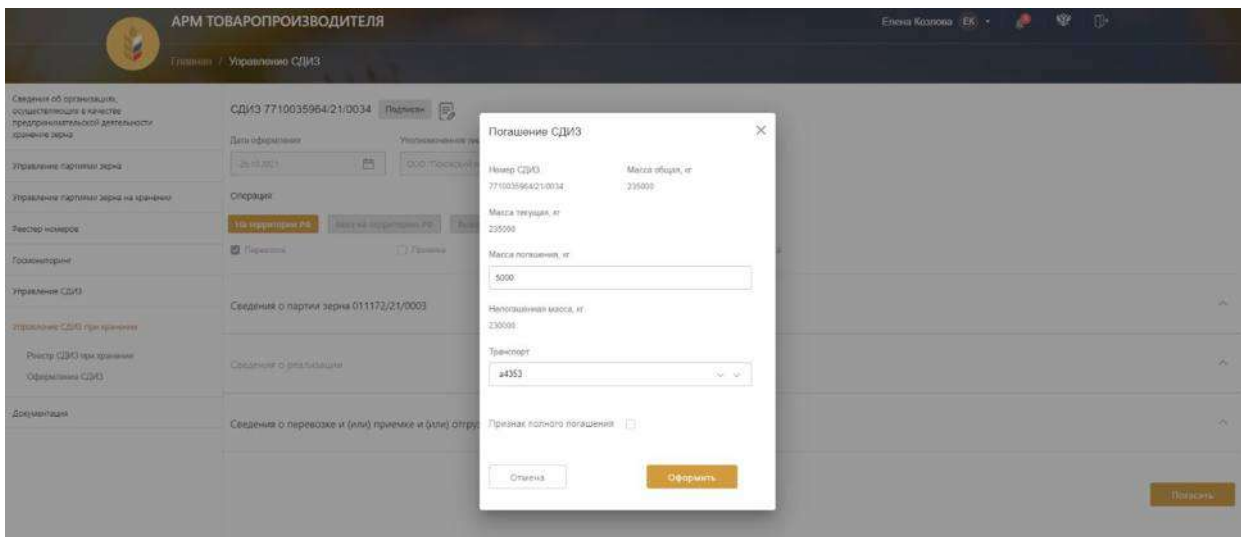 АРМ ТОВАРОПРОИЗВОДИТЕЛЯ
Елена Козлова ЕК
Главная / Управление СДИЗ
Сведения об организациях,
осуществляющих в качестве
предпринимательской деятельности
хранение зерна
Управление партиями зерна
Управление партиями зерна на хранении
Реестр номеров
Госмониторинг
Управление СДИЗ
Управление СДИЗ при хранении
Реестр СДИЗ при хранении
Оформление СДИЗ
Документация
СДИЗ 7710035964/21/0034 Подписан
Дата оформления
Операция:
На территории РФ
Перевозка
Приемка
Сведения о партии зерна 011172/21/0003
Сведения о реализации
Сведения о перевозке и (или) приемке и (или) отгру
Погасить
Погашение СДИЗ
Номер СДИЗ Масса общая, кг
7710035964/21/0034 235000
Масса текущая, кг
235000
Масса погашения, кг
5000
Непогашенная масса, кг
230000
Транспорт
а4353
Признак полного погашения
Отмена Оформить